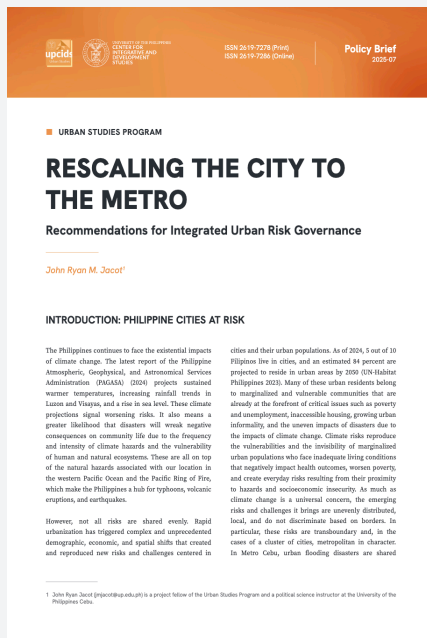 upcids
UNIVERSITY OF THE PHILIPPINES
CENTER FOR
INTEGRATIVE AND
DEVELOPMENT
STUDIES
ISSN 2619-7278 (Print)
ISSN 2619-7286 (Online)
Policy Brief
2025-07
URBAN STUDIES PROGRAM
RESCALING THE CITY TO
THE METRO
Recommendations for Integrated Urban Risk Governance
John Ryan M. Jacot¹
INTRODUCTION: PHILIPPINE CITIES AT RISK
The Philippines continues to face the existential impacts
of climate change. The latest report of the Philippine
Atmospheric, Geophysical, and Astronomical Services
Administration (PAGASA) (2024) projects sustained
warmer temperatures, increasing rainfall trends in
Luzon and Visayas, and a rise in sea level. These climate
projections signal worsening risks. It also means a
greater likelihood that disasters will wreak negative
consequences on community life due to the frequency
and intensity of climate hazards and the vulnerability
of human and natural ecosystems. These are all on top
of the natural hazards associated with our location in
the western Pacific Ocean and the Pacific Ring of Fire,
which make the Philippines a hub for typhoons, volcanic
eruptions, and earthquakes.
However, not all risks are shared evenly. Rapid
urbanization has triggered complex and unprecedented
demographic, economic, and spatial shifts that created
and reproduced new risks and challenges centered in
cities and their urban populations. As of 2024, 5 out of 10
Filipinos live in cities, and an estimated 84 percent are
projected to reside in urban areas by 2050 (UN-Habitat
Philippines 2023). Many of these urban residents belong
to marginalized and vulnerable communities that are
already at the forefront of critical issues such as poverty
and unemployment, inaccessible housing, growing urban
informality, and the uneven impacts of disasters due to
the impacts of climate change. Climate risks reproduce
the vulnerabilities and the invisibility of marginalized
urban populations who face inadequate living conditions
that negatively impact health outcomes, worsen poverty,
and create everyday risks resulting from their proximity
to hazards and socioeconomic insecurity. As much as
climate change is a universal concern, the emerging
risks and challenges it brings are unevenly distributed,
local, and do not discriminate based on borders. In
particular, these risks are transboundary and, in the
cases of a cluster of cities, metropolitan in character.
In Metro Cebu, urban flooding disasters are shared
1 John Ryan Jacot (jmjacot@up.edu.ph) is a project fellow of the Urban Studies Program and a political science instructor at the University of the
Philippines Cebu.